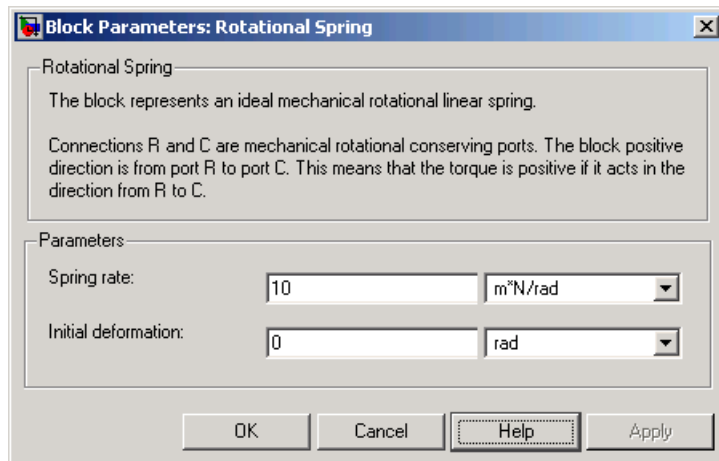 Block Parameters: Rotational Spring
Rotational Spring
The block represents an ideal mechanical rotational linear spring.
Connections R and C are mechanical rotational conserving ports. The block positive
direction is from port R to port C. This means that the torque is positive if it acts in the
direction from R to C.
Parameters
Spring rate: 10 m*N/rad
Initial deformation: 0 rad
OK Cancel Help Apply